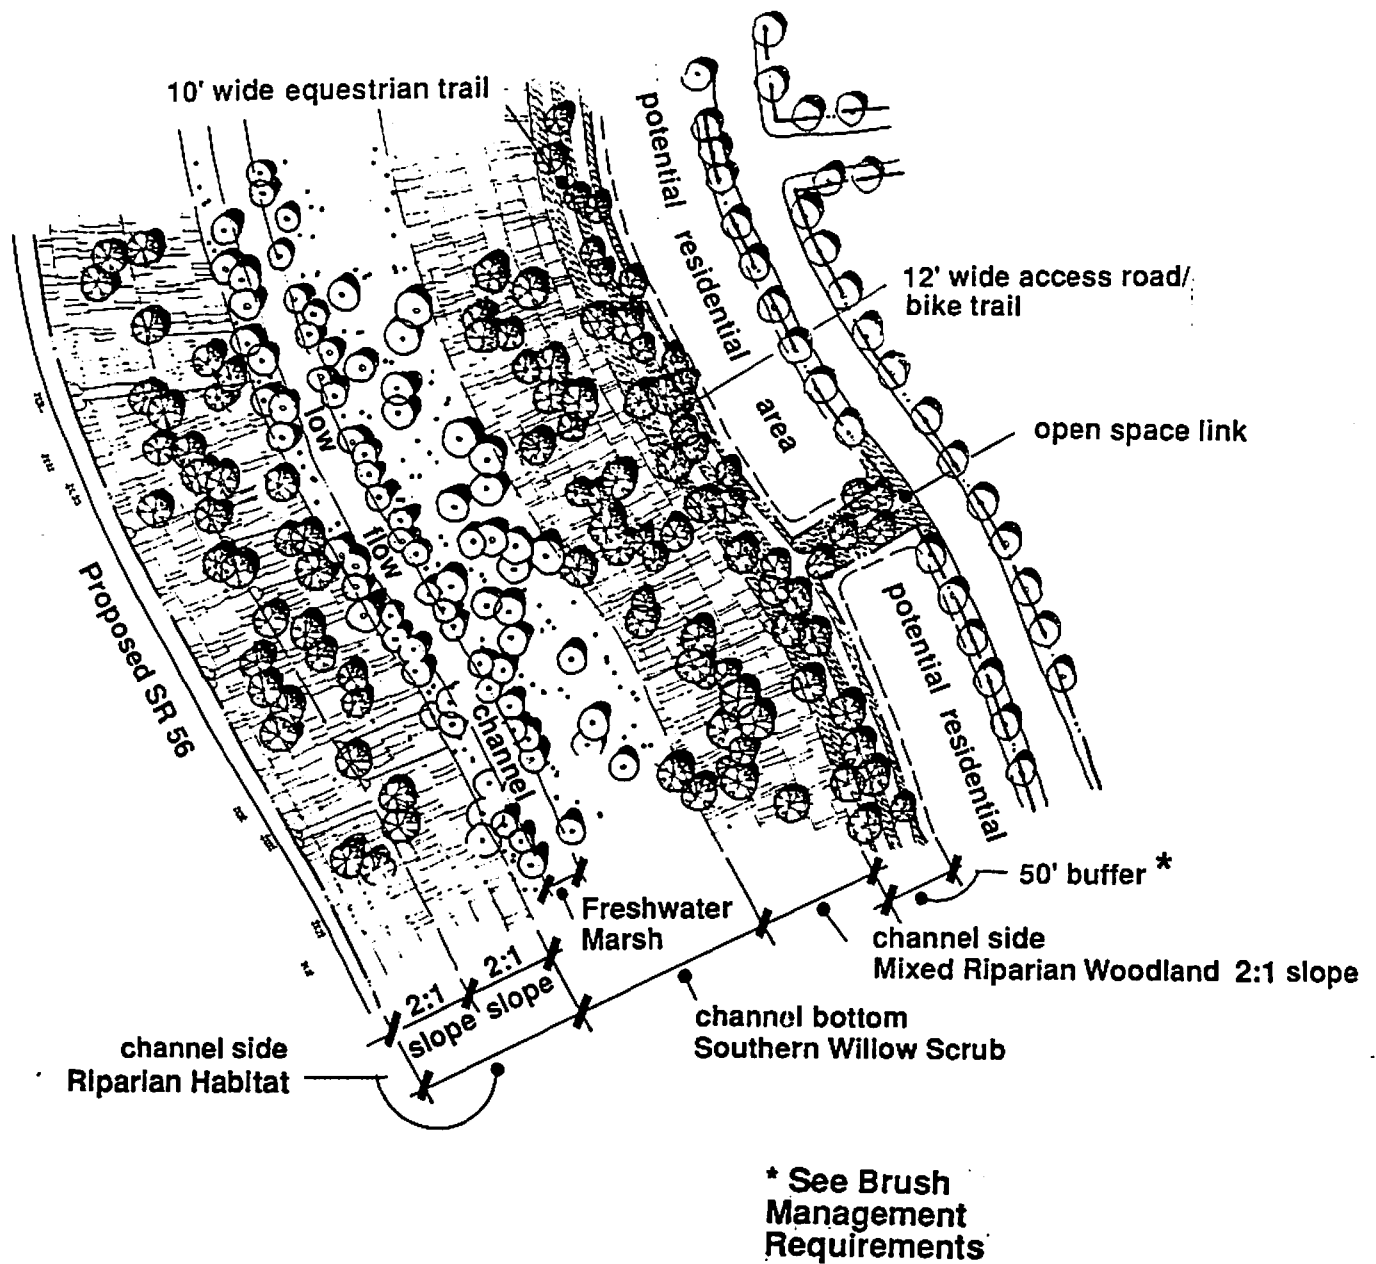 10' wide equestrian trail
potential residential area
12' wide access road/
bike trail
open space link
low flow channel
Proposed SR 56
potential residential
50' buffer *
Freshwater
Marsh
channel side
Mixed Riparian Woodland 2:1 slope
2:1 slope
2:1 slope
channel bottom
Southern Willow Scrub
channel side
Riparian Habitat
* See Brush
Management
Requirements